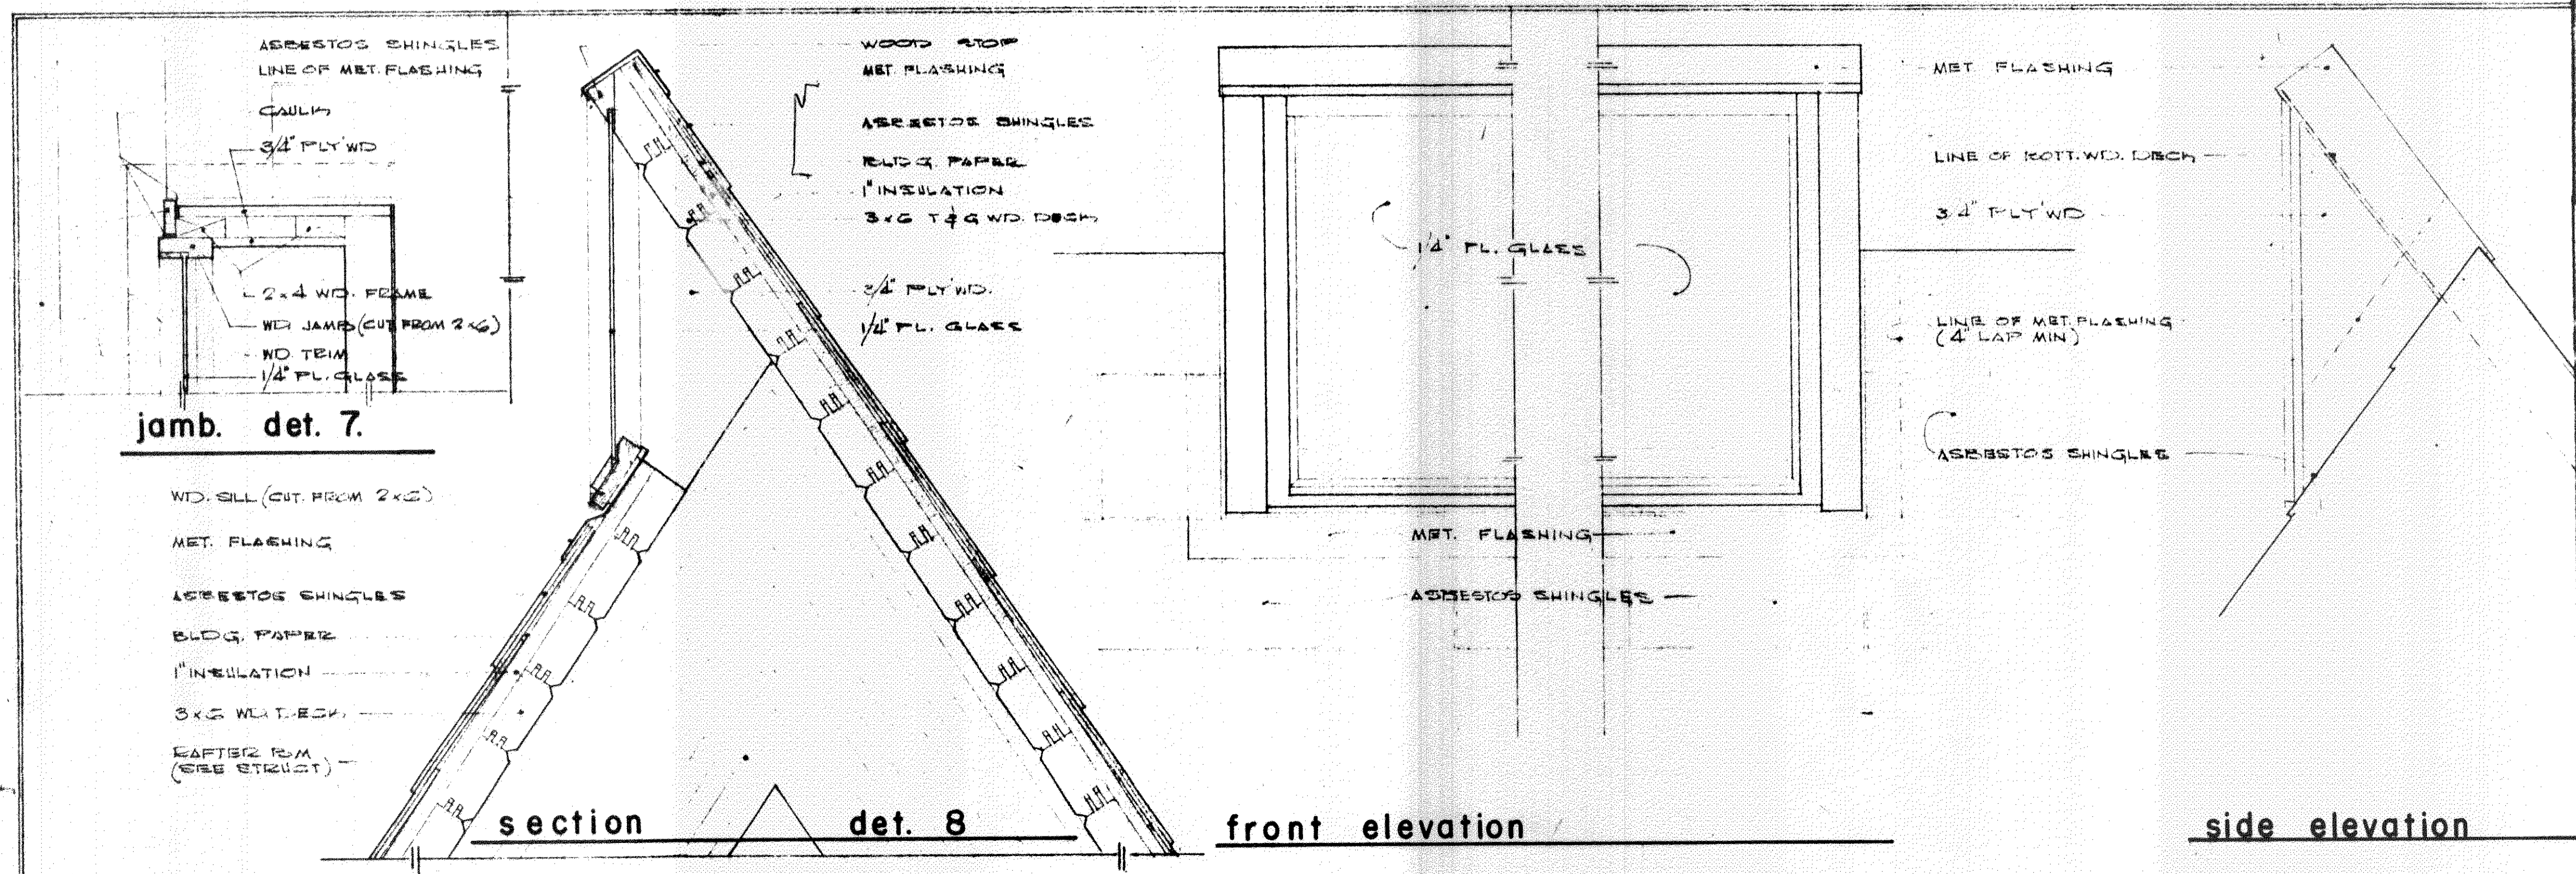 ASBESTOS SHINGLES
LINE OF MET. FLASHING
CAULK
3/4" PLY'WD
2x4 WD. FRAME
WD. JAMB (CUT FROM 2x6)
WD. TRIM
1/4" PL. GLASS
jamb. det. 7.
WD. SILL (CUT. FROM 2x6)
MET. FLASHING
ASBESTOS SHINGLES
BLDG. PAPER
1" INSULATION
3x6 WD. DECK
RAFTER BM
(SEE STRUCT)
WOOD STOP
MET. FLASHING
ASBESTOS SHINGLES
BLDG. PAPER
1" INSULATION
3x6 T&G WD. DECK
3/4" PLY'WD.
1/4" PL. GLASS
section det. 8
1/4" PL. GLASS
MET. FLASHING
ASBESTOS SHINGLES
front elevation
MET. FLASHING
LINE OF BOTT. WD. DECK
3/4" PLY'WD
LINE OF MET. FLASHING
(4" LAP MIN)
ASBESTOS SHINGLES
side elevation